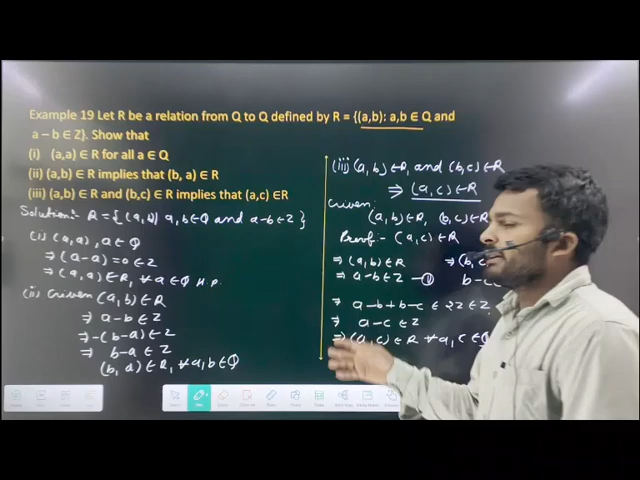 Example 19 Let R be a relation from Q to Q defined by R = {(a,b): a,b ∈ Q and
a – b ∈ Z}. Show that
(i) (a,a) ∈ R for all a ∈ Q
(ii) (a,b) ∈ R implies that (b, a) ∈ R
(iii) (a,b) ∈ R and (b,c) ∈ R implies that (a,c) ∈R
Solution:- R = { (a,b) a,b∈Q and a-b∈Z }
(i) (a,a), a∈Q
⇒ (a-a) = 0 ∈ Z
⇒ (a,a) ∈ R, ∀ a∈Q H.P.
(ii) Given (a,b) ∈ R
⇒ a-b ∈ Z
⇒ -(b-a) ∈ Z
⇒ b-a ∈ Z
(b,a) ∈ R, ∀ a,b∈Q
(iii) (a,b) ∈ R, and (b,c) ∈ R
⇒ (a,c) ∈ R
Given:
(a,b) ∈ R, (b,c) ∈ R
Proof:- (a,c) ∈ R
⇒ (a,b) ∈ R ⇒ (b,c)
⇒ a-b ∈ Z —① b-c
⇒ a-b+b-c ∈ Z
⇒ a-c ∈ Z
⇒ (a,c) ∈ R ∀ a,c ∈ Q